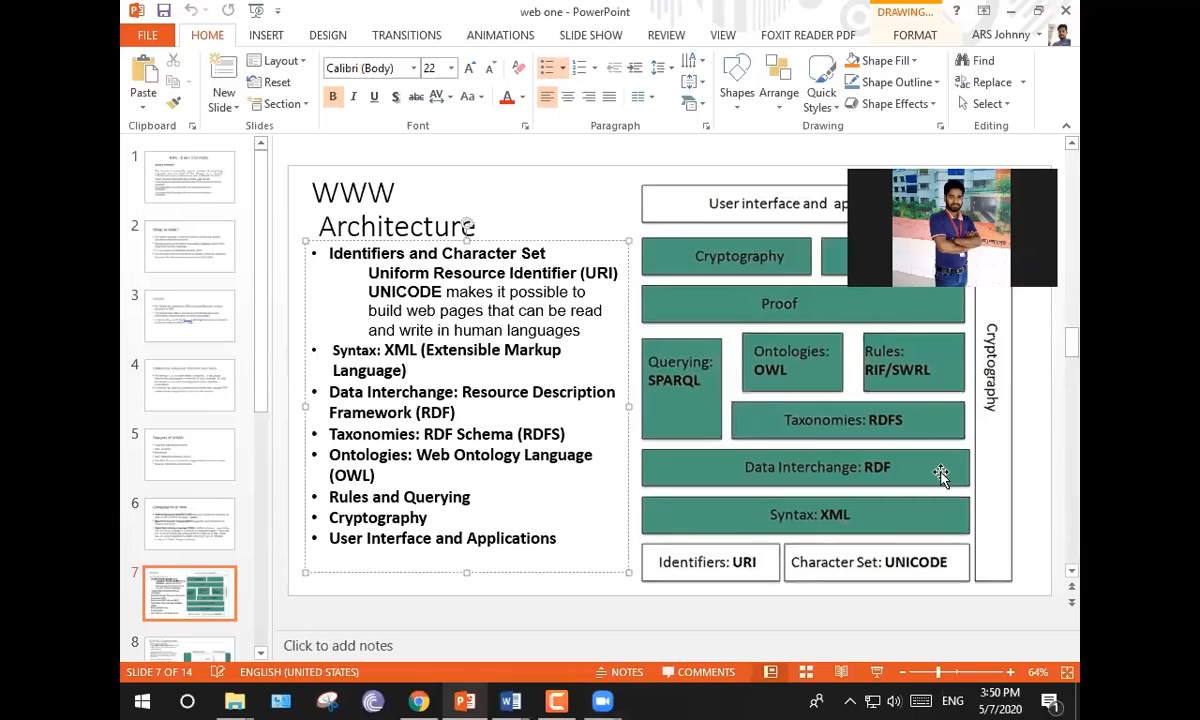 web one - PowerPoint
DRAWING...
FILE
HOME
INSERT
DESIGN
TRANSITIONS
ANIMATIONS
SLIDE SHOW
REVIEW
VIEW
FOXIT READER PDF
FORMAT
ARS Johnny
Paste
New
Slide
Layout
Reset
Section
Calibri (Body)
22
B I U S abc AV Aa
A
Shapes
Arrange
Quick
Styles
Shape Fill
Shape Outline
Shape Effects
Find
Replace
Select
Clipboard
Slides
Font
Paragraph
Drawing
Editing
1
2
3
4
5
6
7
8
WWW
Architecture
• Identifiers and Character Set
Uniform Resource Identifier (URI)
UNICODE makes it possible to
build web pages that can be read
and write in human languages
• Syntax: XML (Extensible Markup
Language)
• Data Interchange: Resource Description
Framework (RDF)
• Taxonomies: RDF Schema (RDFS)
• Ontologies: Web Ontology Language
(OWL)
• Rules and Querying
• Cryptography
• User Interface and Applications
User interface and ap
Cryptography
Proof
Querying:
SPARQL
Ontologies:
OWL
Rules:
RIF/SWRL
Taxonomies: RDFS
Data Interchange: RDF
Syntax: XML
Identifiers: URI
Character Set: UNICODE
Cryptography
Click to add notes
SLIDE 7 OF 14
ENGLISH (UNITED STATES)
NOTES
COMMENTS
64%
ENG
3:50 PM
5/7/2020
1